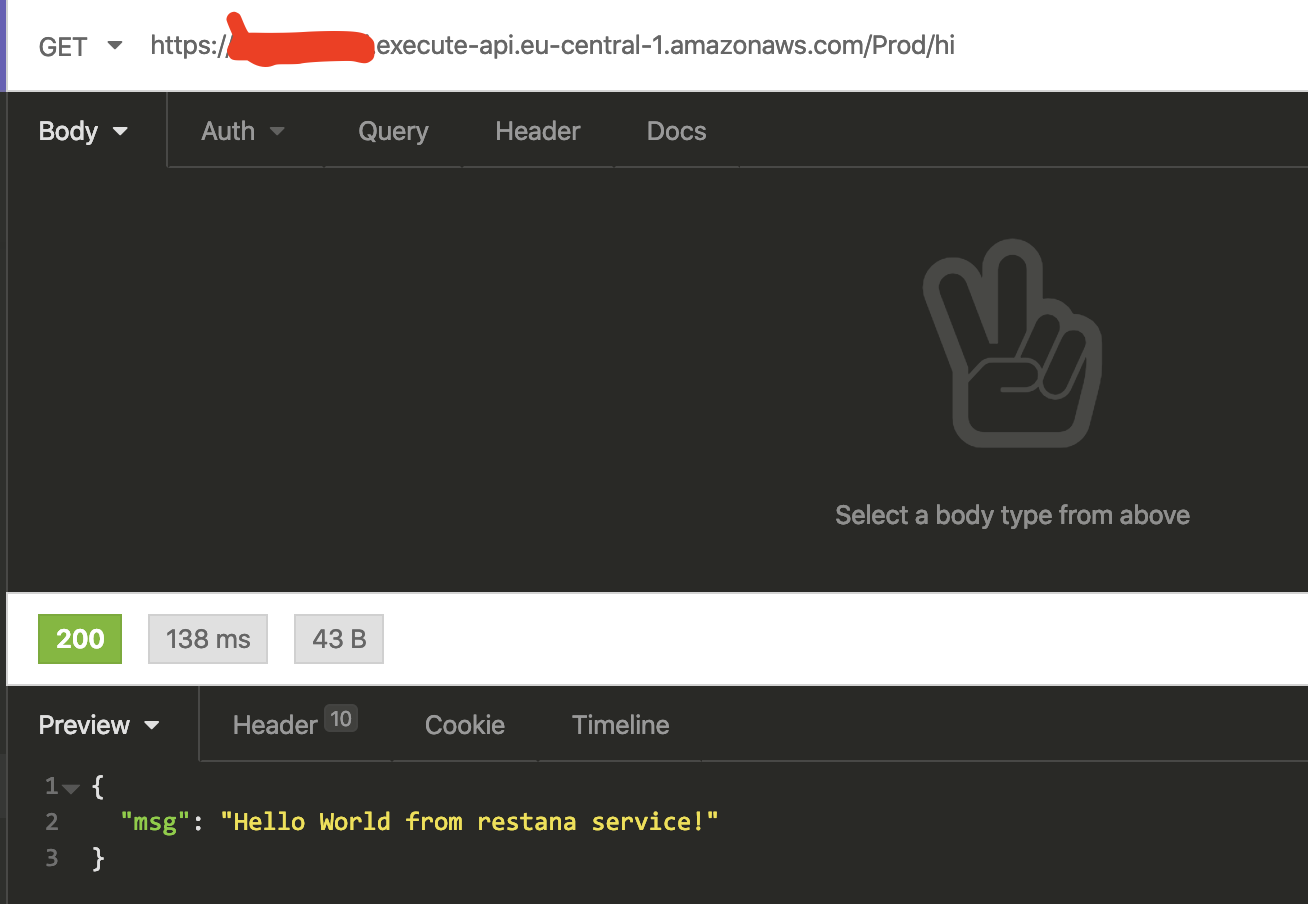 GET https:// execute-api.eu-central-1.amazonaws.com/Prod/hi
Body Auth Query Header Docs
Select a body type from above
200 138 ms 43 B
Preview Header 10 Cookie Timeline
1 {
2 "msg": "Hello World from restana service!"
3 }